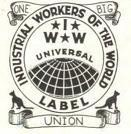 ONE BIG
INDUSTRIAL WORKERS OF THE WORLD
I
W W
UNIVERSAL
LABEL
UNION